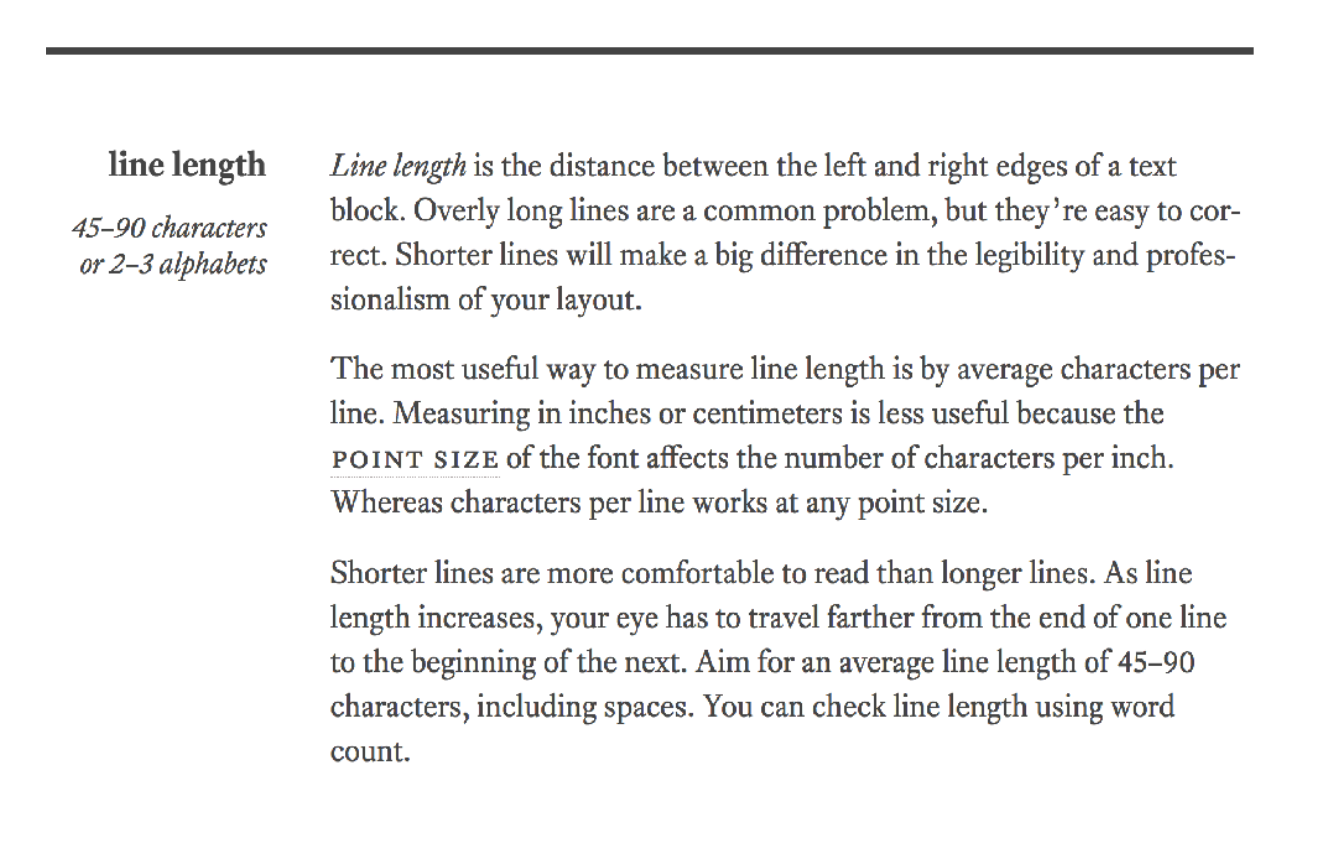 line length
45–90 characters
or 2–3 alphabets
Line length is the distance between the left and right edges of a text
block. Overly long lines are a common problem, but they’re easy to cor-
rect. Shorter lines will make a big difference in the legibility and profes-
sionalism of your layout.
The most useful way to measure line length is by average characters per
line. Measuring in inches or centimeters is less useful because the
POINT SIZE of the font affects the number of characters per inch.
Whereas characters per line works at any point size.
Shorter lines are more comfortable to read than longer lines. As line
length increases, your eye has to travel farther from the end of one line
to the beginning of the next. Aim for an average line length of 45–90
characters, including spaces. You can check line length using word
count.